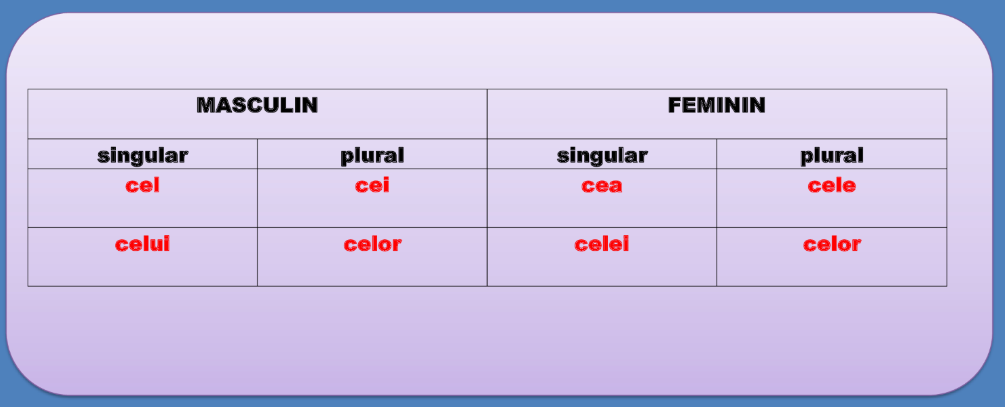 MASCULIN FEMININ
singular plural singular plural
cel cei cea cele
celui celor celei celor